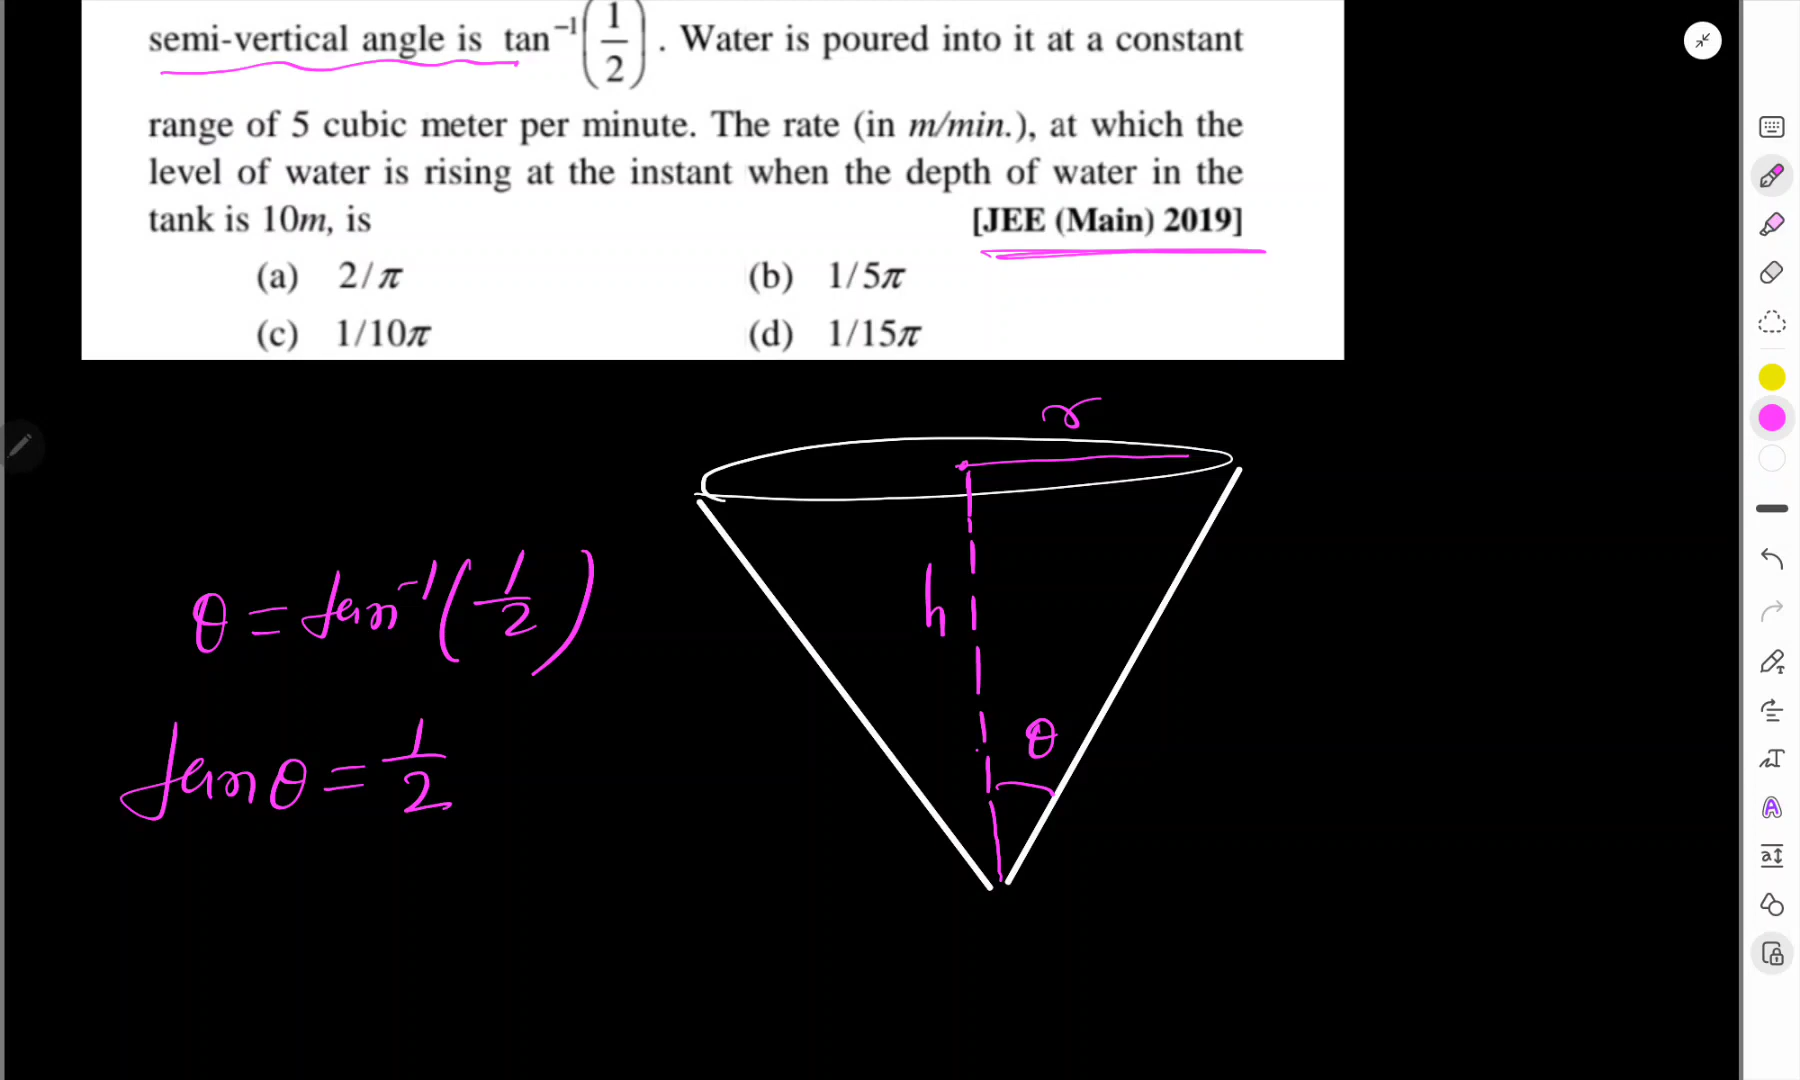 semi-vertical angle is tan⁻¹(1/2). Water is poured into it at a constant
range of 5 cubic meter per minute. The rate (in m/min.), at which the
level of water is rising at the instant when the depth of water in the
tank is 10m, is [JEE (Main) 2019]
(a) 2/π (b) 1/5π
(c) 1/10π (d) 1/15π
r
θ = tan⁻¹(1/2)
h
θ
tan θ = 1/2